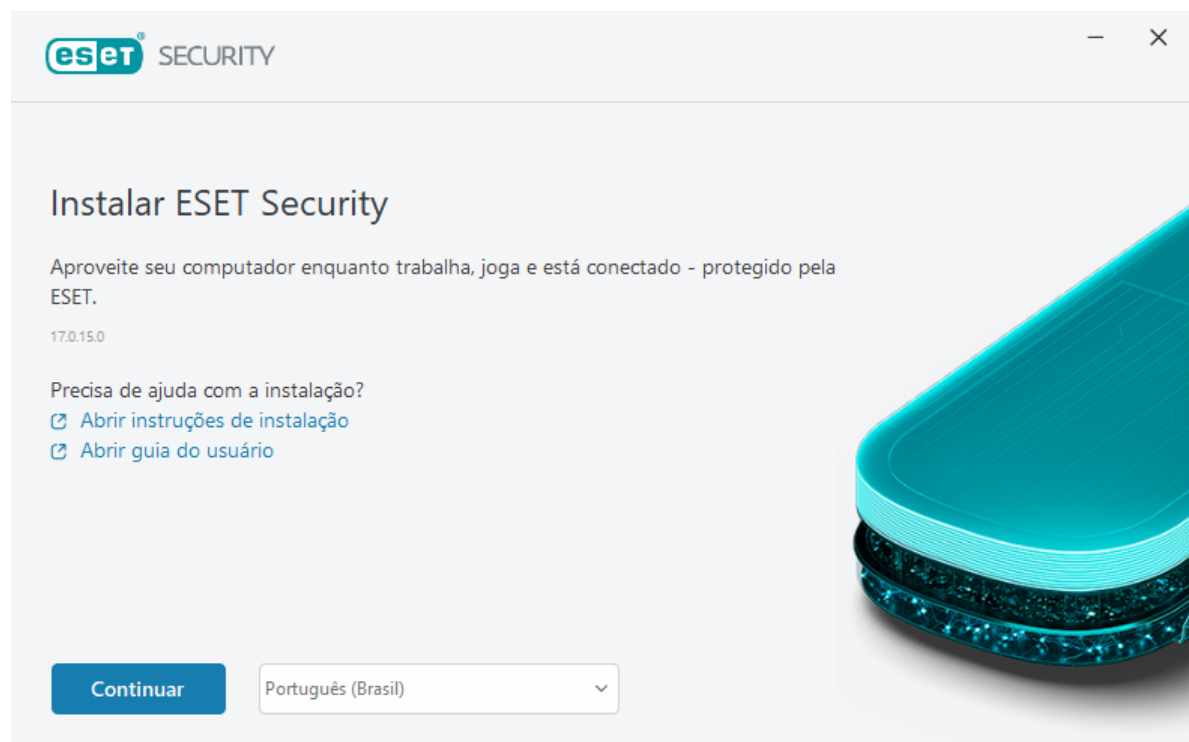 eset® SECURITY
Instalar ESET Security
Aproveite seu computador enquanto trabalha, joga e está conectado - protegido pela
ESET.
17.0.15.0
Precisa de ajuda com a instalação?
Abrir instruções de instalação
Abrir guia do usuário
Continuar
Português (Brasil)